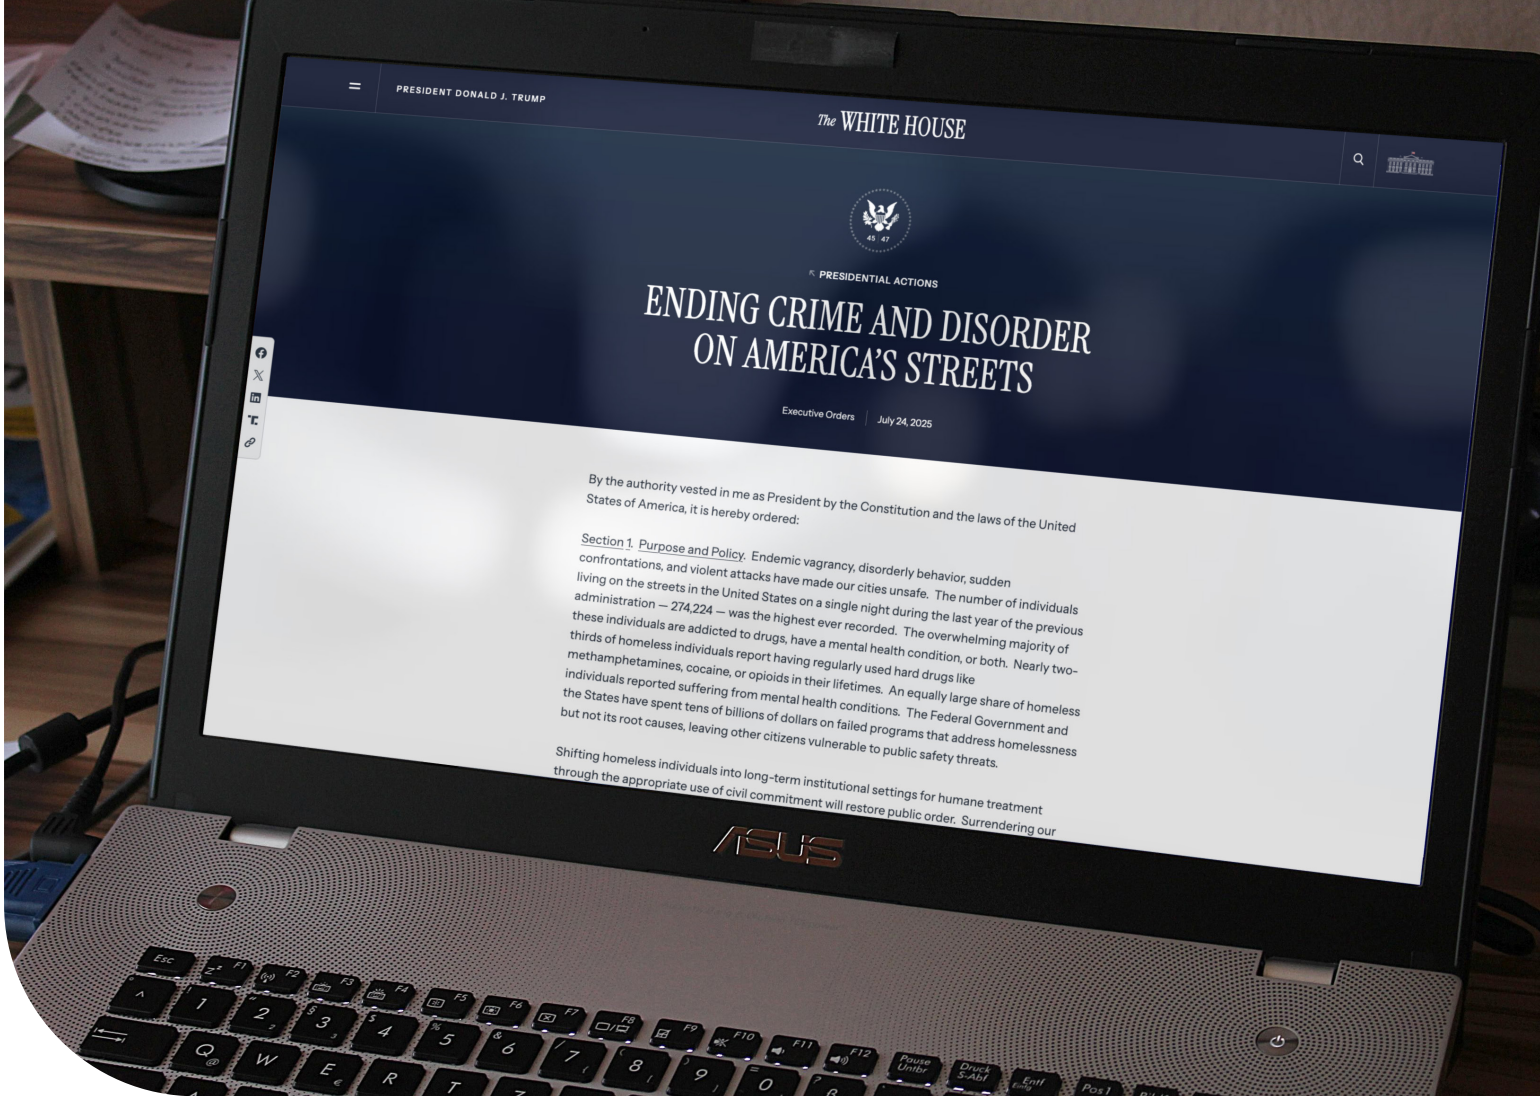 PRESIDENT DONALD J. TRUMP
The WHITE HOUSE
45 47
PRESIDENTIAL ACTIONS
ENDING CRIME AND DISORDER
ON AMERICA'S STREETS
Executive Orders
July 24, 2025
By the authority vested in me as President by the Constitution and the laws of the United
States of America, it is hereby ordered:
Section 1. Purpose and Policy. Endemic vagrancy, disorderly behavior, sudden
confrontations, and violent attacks have made our cities unsafe. The number of individuals
living on the streets in the United States on a single night during the last year of the previous
administration — 274,224 — was the highest ever recorded. The overwhelming majority of
these individuals are addicted to drugs, have a mental health condition, or both. Nearly two-
thirds of homeless individuals report having regularly used hard drugs like
methamphetamines, cocaine, or opioids in their lifetimes. An equally large share of homeless
individuals reported suffering from mental health conditions. The Federal Government and
the States have spent tens of billions of dollars on failed programs that address homelessness
but not its root causes, leaving other citizens vulnerable to public safety threats.
Shifting homeless individuals into long-term institutional settings for humane treatment
through the appropriate use of civil commitment will restore public order. Surrendering our
ASUS
Esc F1 F2 F3 F4 F5 F6 F7 F8 F9 F10 F11 F12
Pause
Untbr
Druck
S-Abf
Entf
Einfg
Pos1
^ 1 2 3 4 5 6 7 8 9 0
Q @ W E € R T